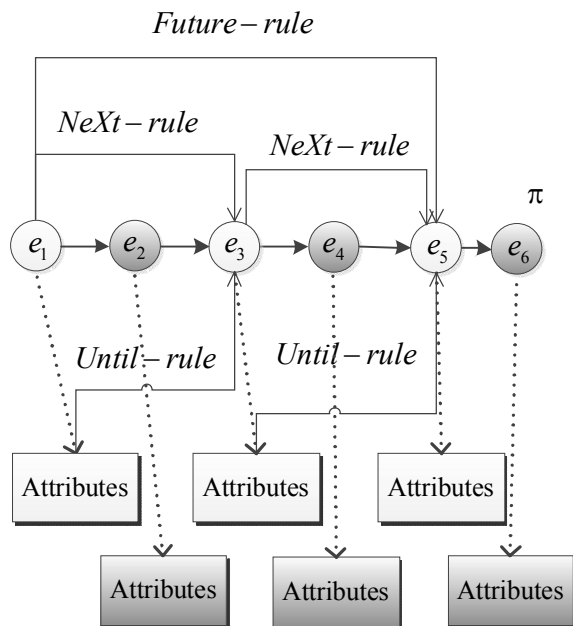 Future – rule
NeXt – rule
NeXt – rule
π
e1
e2
e3
e4
e5
e6
Until – rule
Until – rule
Attributes
Attributes
Attributes
Attributes
Attributes
Attributes